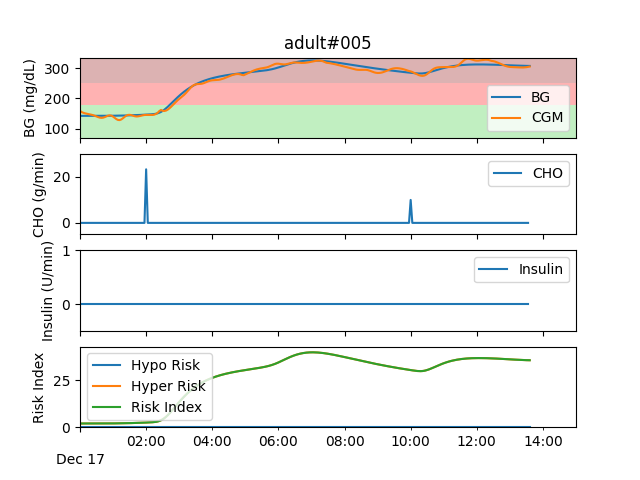 adult#005
BG (mg/dL)
300
200
100
BG
CGM
CHO (g/min)
20
0
CHO
Insulin (U/min)
1
0
Insulin
Risk Index
25
0
Hypo Risk
Hyper Risk
Risk Index
02:00 04:00 06:00 08:00 10:00 12:00 14:00
Dec 17